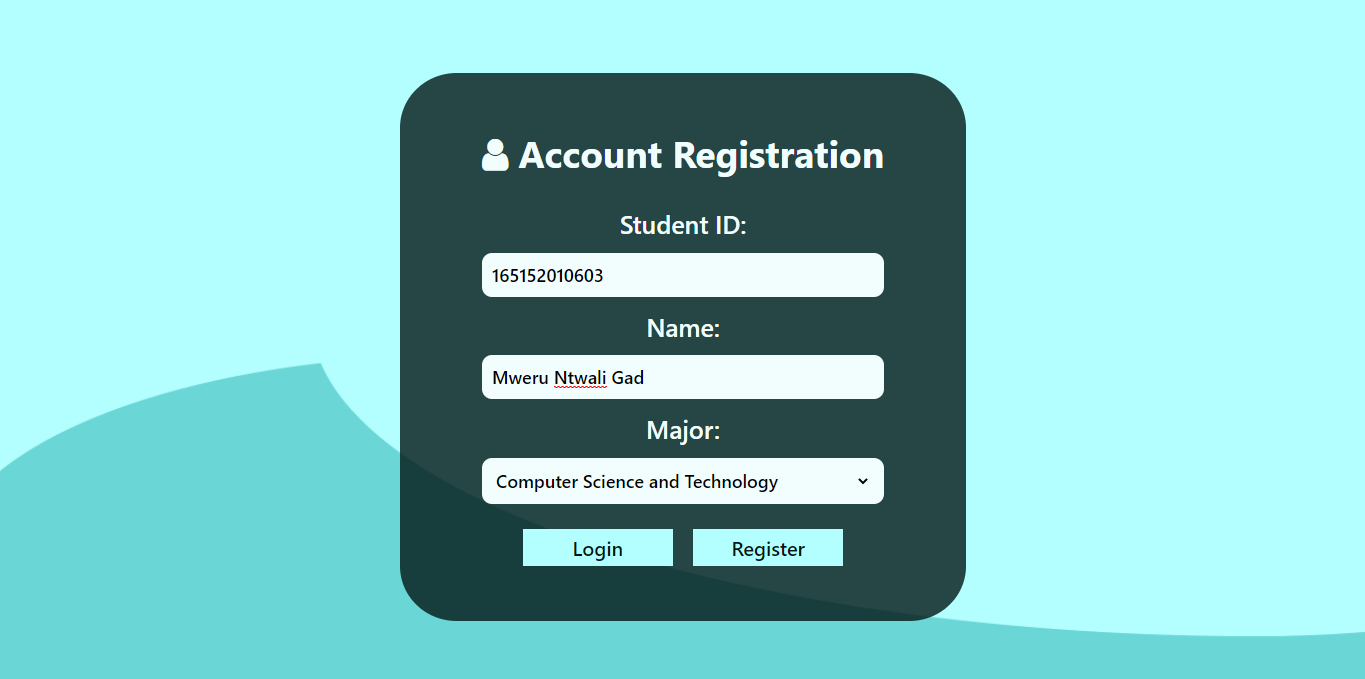 Account Registration
Student ID:
165152010603
Name:
Mweru Ntwali Gad
Major:
Computer Science and Technology
Login
Register